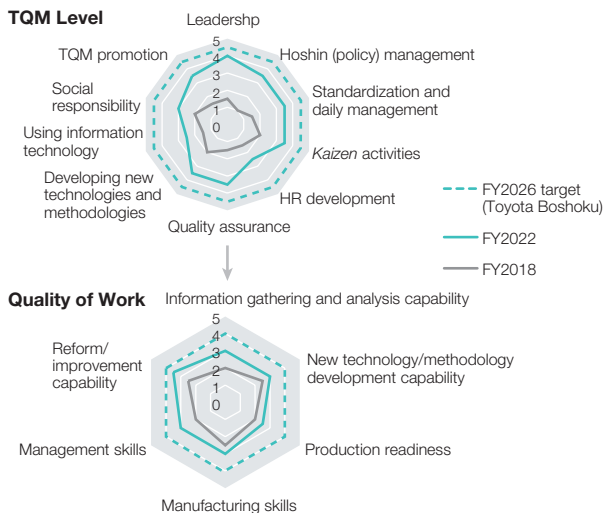 TQM Level
Leadershp
TQM promotion
Hoshin (policy) management
Social
responsibility
Standardization and
daily management
Using information
technology
Kaizen activities
Developing new
technologies and
methodologies
HR development
Quality assurance
5
4
3
2
1
0
FY2026 target
(Toyota Boshoku)
FY2022
FY2018
Quality of Work
Information gathering and analysis capability
Reform/
improvement
capability
New technology/methodology
development capability
Management skills
Production readiness
Manufacturing skills
5
4
3
2
1
0